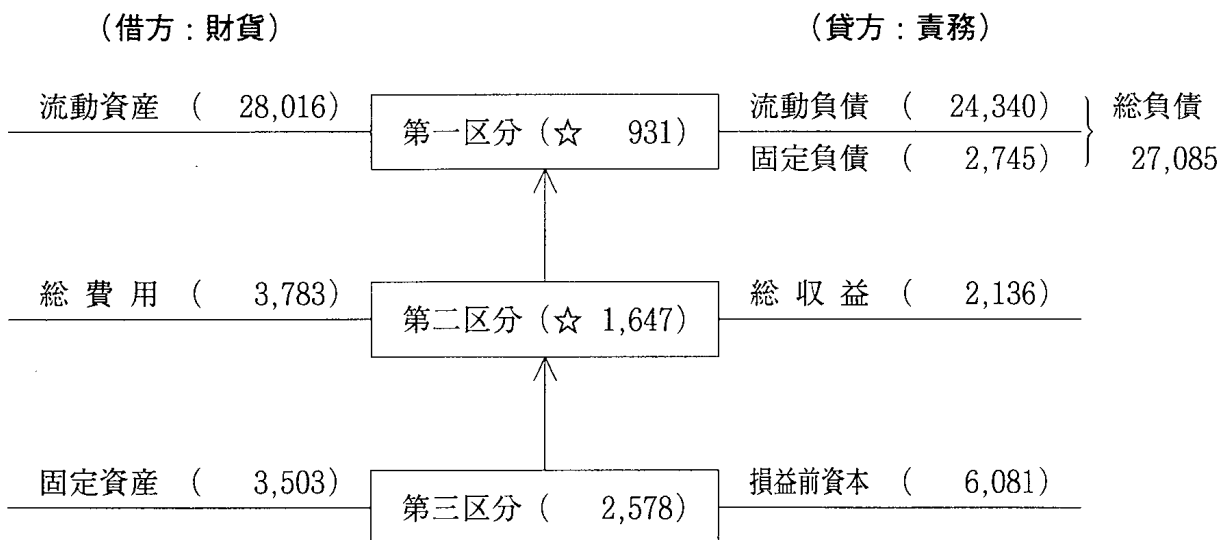 （借方：財貨） （貸方：責務）
流動資産 （ 28,016） 第一区分（☆ 931） 流動負債 （ 24,340） 総負債
固定負債 （ 2,745） 27,085
総費用 （ 3,783） 第二区分（☆ 1,647） 総収益 （ 2,136）
固定資産 （ 3,503） 第三区分（ 2,578） 損益前資本 （ 6,081）